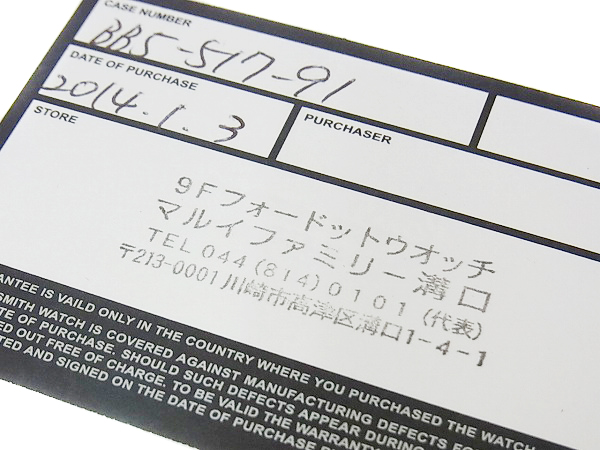 CASE NUMBER
BB5-517-91
DATE OF PURCHASE
2014.1.3
PURCHASER
STORE
9Fフォードットウオッチ
マルイファミリー溝口
TEL044(814)0101(代表)
〒213-0001川崎市高津区溝口1-4-1
ANTEE IS VAILD ONLY IN THE COUNTRY WHERE YOU PURCHASED THE WATCH
SMITH WATCH IS COVERED AGAINST MANUFACTURING DEFECTS FO
TE OF PURCHASE. SHOULD SUCH DEFECTS APPEAR DURING
ED OUT FREE OF CHARGE. TO BE VALID THE WARRANT
TED AND SIGNED ON THE DATE OF PURCHASE